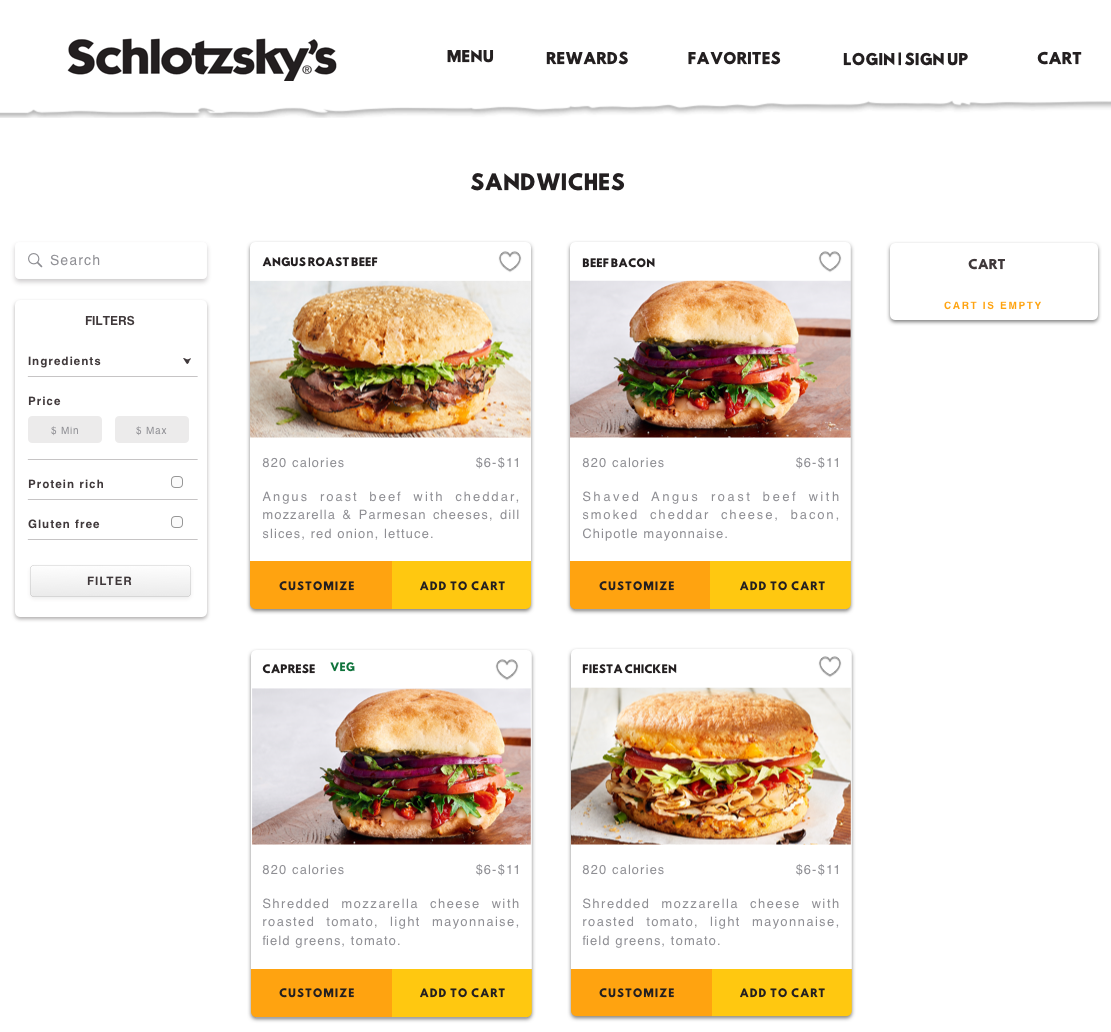 Schlotzsky's®
MENU
REWARDS
FAVORITES
LOGIN | SIGN UP
CART
SANDWICHES
Search
FILTERS
Ingredients
Price
$ Min
$ Max
Protein rich
Gluten free
FILTER
ANGUS ROAST BEEF
820 calories
$6-$11
Angus roast beef with cheddar,
mozzarella & Parmesan cheeses, dill
slices, red onion, lettuce.
CUSTOMIZE
ADD TO CART
BEEF BACON
820 calories
$6-$11
Shaved Angus roast beef with
smoked cheddar cheese, bacon,
Chipotle mayonnaise.
CUSTOMIZE
ADD TO CART
CART
CART IS EMPTY
CAPRESE
VEG
820 calories
$6-$11
Shredded mozzarella cheese with
roasted tomato, light mayonnaise,
field greens, tomato.
CUSTOMIZE
ADD TO CART
FIESTA CHICKEN
820 calories
$6-$11
Shredded mozzarella cheese with
roasted tomato, light mayonnaise,
field greens, tomato.
CUSTOMIZE
ADD TO CART